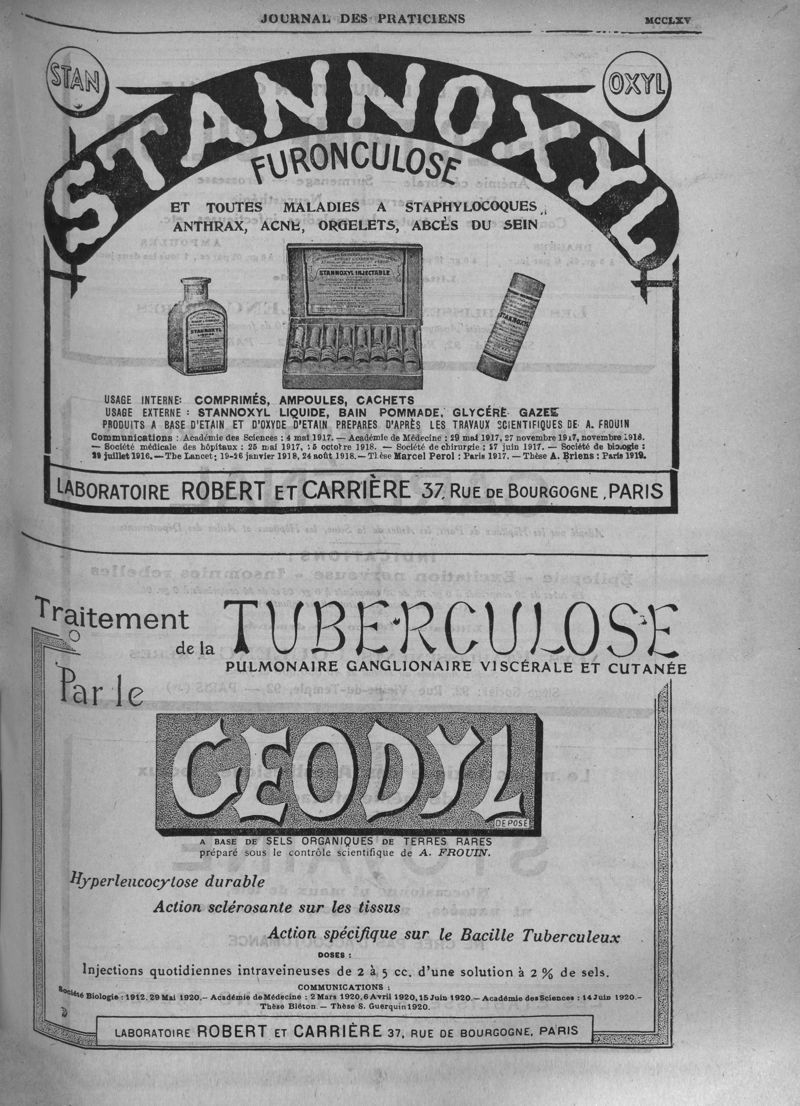 JOURNAL DES PRATICIENS
MCCLXV
STAN
OXYL
STANNOXYL
FURONCULOSE
ET TOUTES MALADIES A STAPHYLOCOQUES
ANTHRAX, ACNE, ORGELETS, ABCÈS DU SEIN
STANNOXYL INJECTABLE
STANNOXYL
STANNOXYL
USAGE INTERNE: COMPRIMÉS, AMPOULES, CACHETS
USAGE EXTERNE : STANNOXYL LIQUIDE, BAIN POMMADE, GLYCÉRÉ GAZE
PRODUITS A BASE D'ETAIN ET D'OXYDE D'ETAIN PREPARES D'APRÈS LES TRAVAUX SCIENTIFIQUES DE A. FROUIN
Communications : Académie des Sciences : 4 mai 1917. — Académie de Médecine : 29 mai 1917, 27 novembre 1917, novembre 1918.
— Société médicale des hôpitaux : 25 mai 1917, 15 octobre 1918. — Société de chirurgie ; 27 juin 1917. — Société de biologie :
29 juillet 1916. — The Lancet ; 19-26 janvier 1918, 24 août 1918. — Thèse Marcel Perol : Paris 1917. — Thèse A. Briens : Paris 1919.
LABORATOIRE ROBERT ET CARRIÈRE 37, RUE DE BOURGOGNE, PARIS
Traitement
de la TUBERCULOSE
PULMONAIRE GANGLIONAIRE VISCÉRALE ET CUTANÉE
Par le
GEODYL
DEPOSE
A BASE DE SELS ORGANIQUES DE TERRES RARES
préparé sous le contrôle scientifique de A. FROUIN.
Hyperleucocytose durable
Action sclérosante sur les tissus
Action spécifique sur le Bacille Tuberculeux
DOSES :
Injections quotidiennes intraveineuses de 2 à 5 cc. d'une solution à 2 % de sels.
COMMUNICATIONS :
Société Biologie : 1912. 29 Mai 1920. — Académie de Médecine : 2 Mars 1920, 6 Avril 1920, 15 Juin 1920. — Académie des Sciences : 14 Juin 1920. —
Thèse Biéton. — Thèse S. Guerquin 1920.
LABORATOIRE ROBERT ET CARRIÈRE 37, RUE DE BOURGOGNE, PARIS